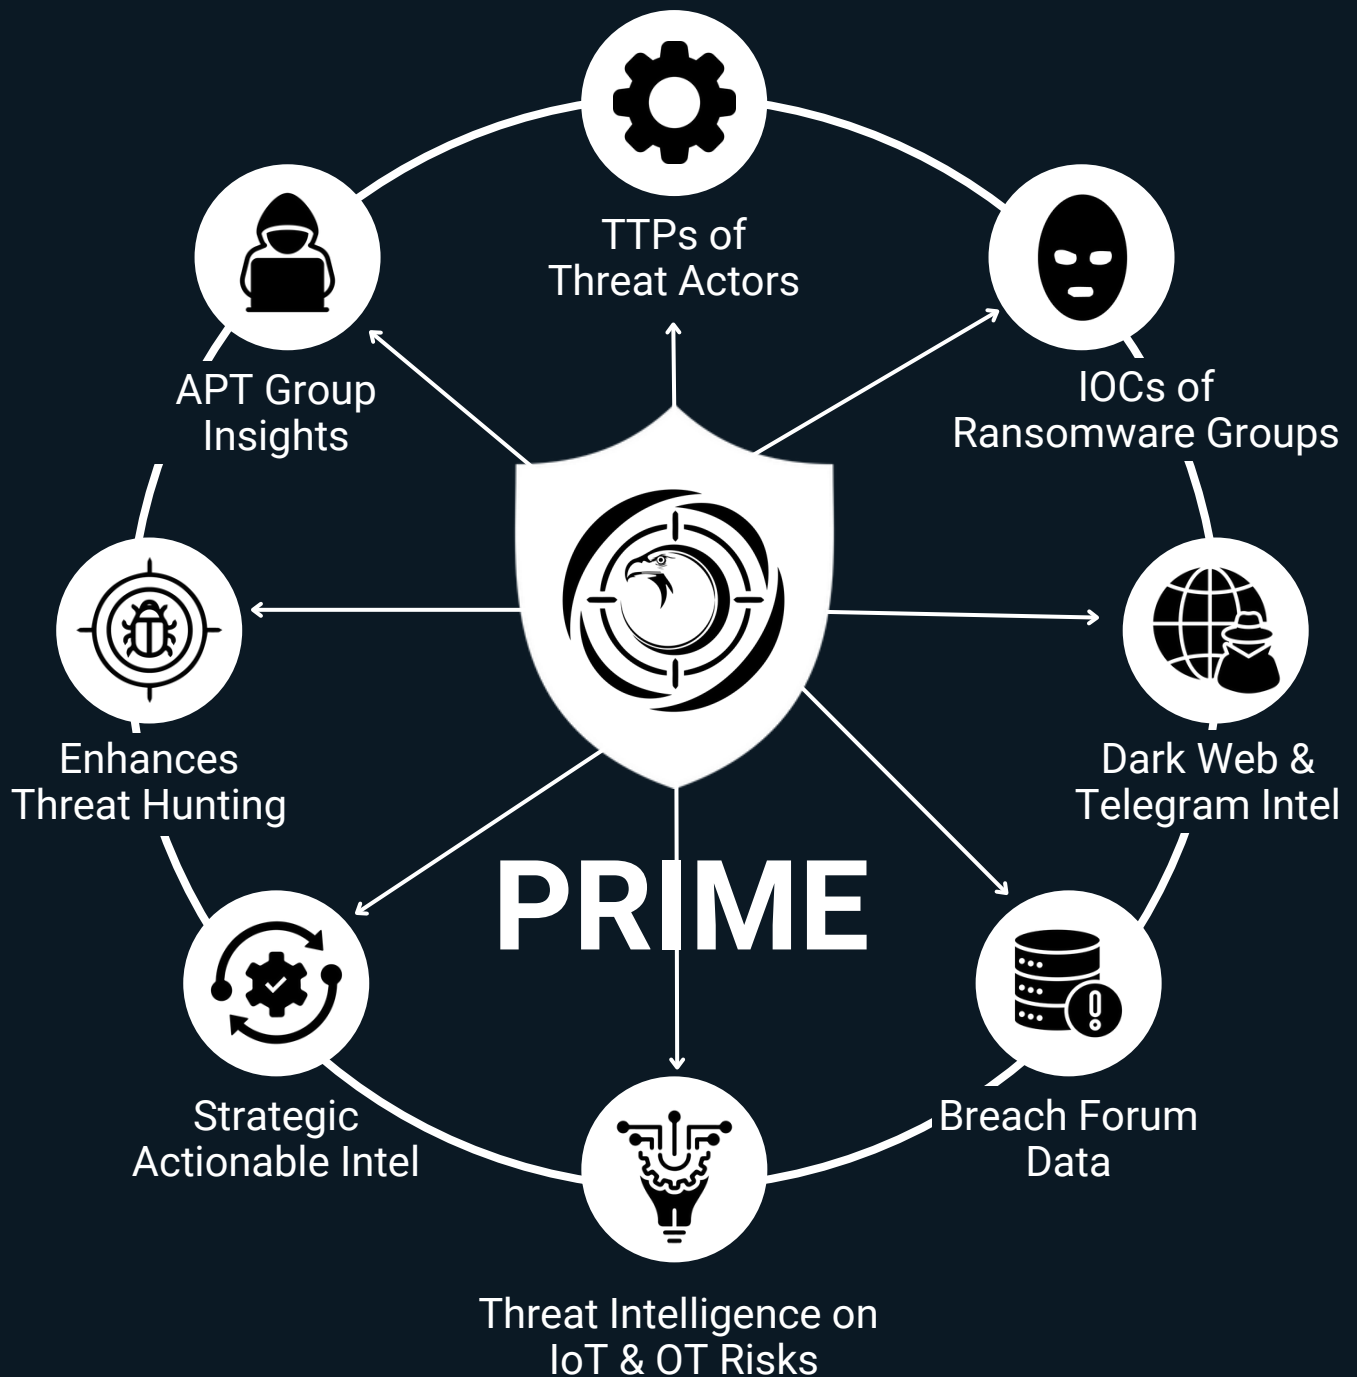 TTPs of
Threat Actors
APT Group
Insights
IOCs of
Ransomware Groups
Enhances
Threat Hunting
Dark Web &
Telegram Intel
PRIME
Strategic
Actionable Intel
Breach Forum
Data
Threat Intelligence on
IoT & OT Risks